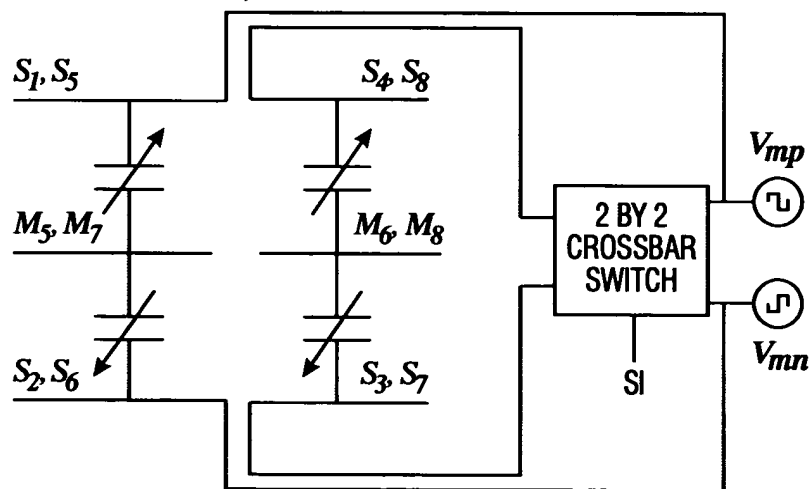 S1, S5
S4, S8
Vmp
M5, M7
M6, M8
2 BY 2
CROSSBAR
SWITCH
S2, S6
S3, S7
SI
Vmn